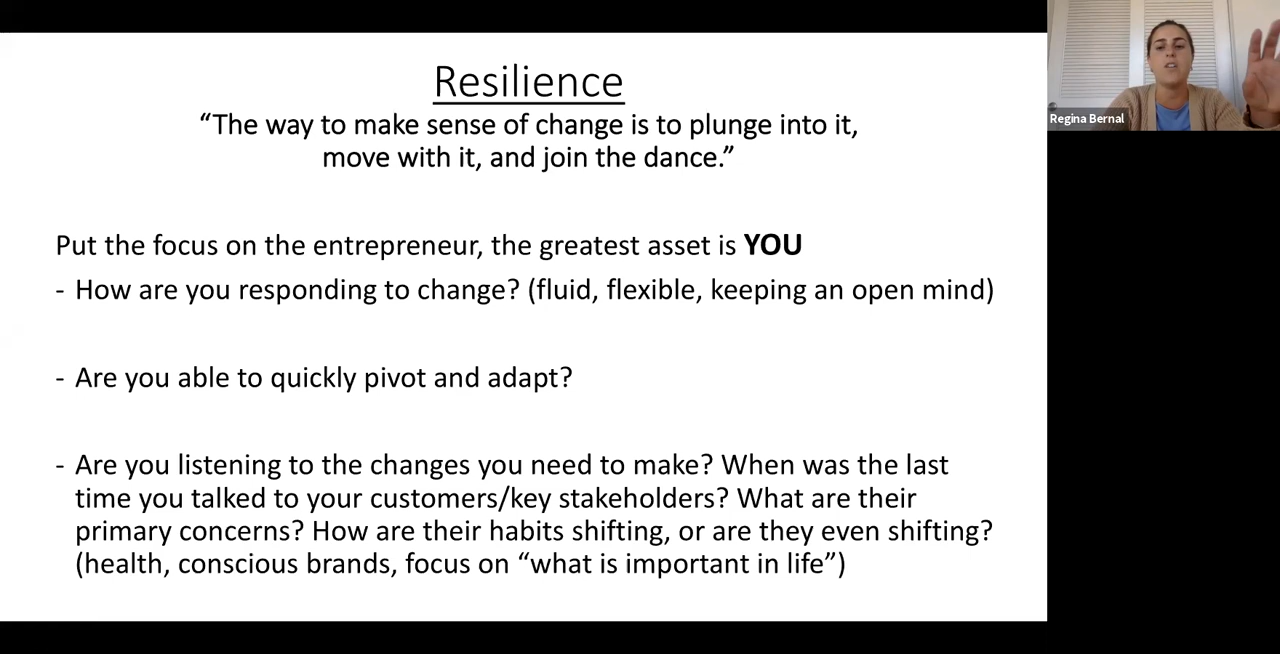 Resilience
“The way to make sense of change is to plunge into it,
move with it, and join the dance.”
Put the focus on the entrepreneur, the greatest asset is YOU
- How are you responding to change? (fluid, flexible, keeping an open mind)
- Are you able to quickly pivot and adapt?
- Are you listening to the changes you need to make? When was the last
time you talked to your customers/key stakeholders? What are their
primary concerns? How are their habits shifting, or are they even shifting?
(health, conscious brands, focus on “what is important in life”)
Regina Bernal